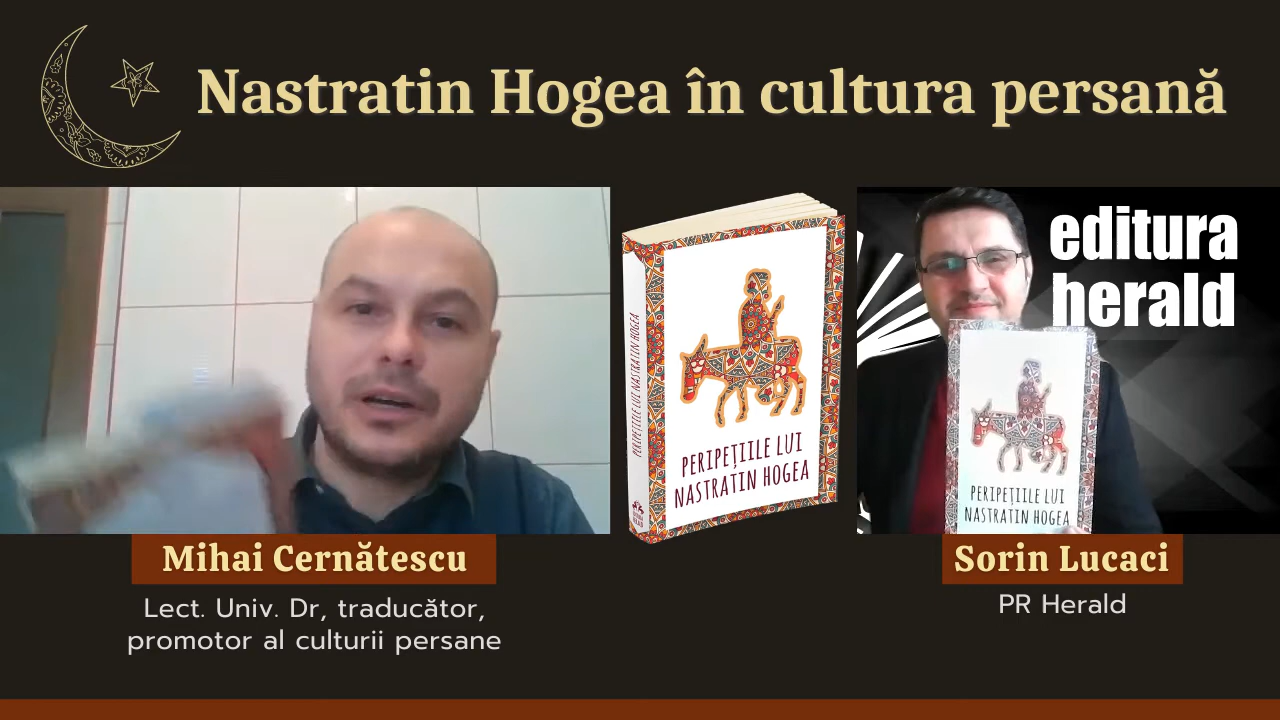 Nastratin Hogea în cultura persană
editura
herald
PERIPEȚIILE LUI NASTRATIN HOGEA
PERIPEȚIILE LUI
NASTRATIN HOGEA
PERIPEȚIILE LUI
NASTRATIN HOGEA
Mihai Cernătescu
Lect. Univ. Dr, traducător,
promotor al culturii persane
Sorin Lucaci
PR Herald